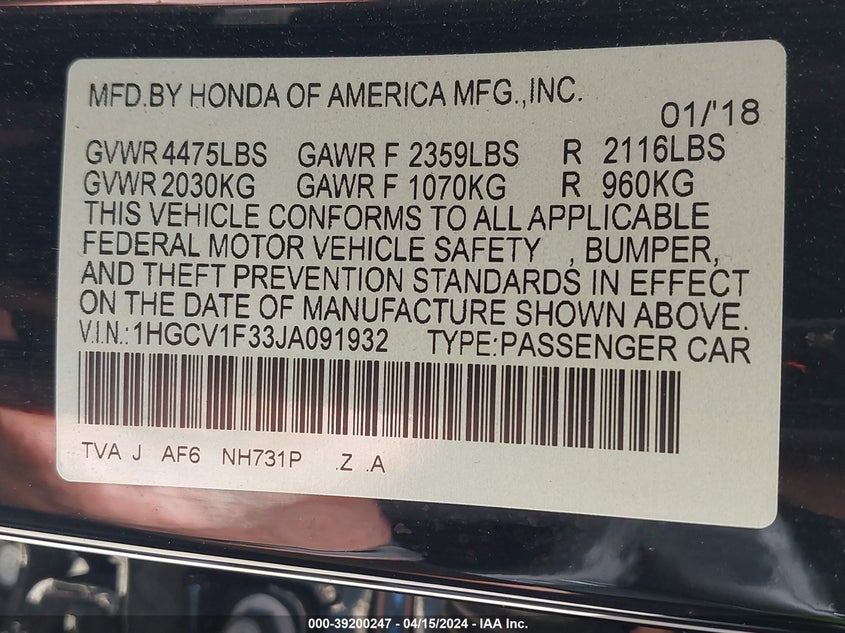 MFD.BY HONDA OF AMERICA MFG.,INC.
01/'18
GVWR 4475LBS GAWR F 2359LBS R 2116LBS
GVWR 2030KG GAWR F 1070KG R 960KG
THIS VEHICLE CONFORMS TO ALL APPLICABLE
FEDERAL MOTOR VEHICLE SAFETY , BUMPER,
AND THEFT PREVENTION STANDARDS IN EFFECT
ON THE DATE OF MANUFACTURE SHOWN ABOVE.
V.I.N.:1HGCV1F33JA091932 TYPE:PASSENGER CAR
TVA J AF6 NH731P .Z .A
000-39200247 - 04/15/2024 - IAA Inc.